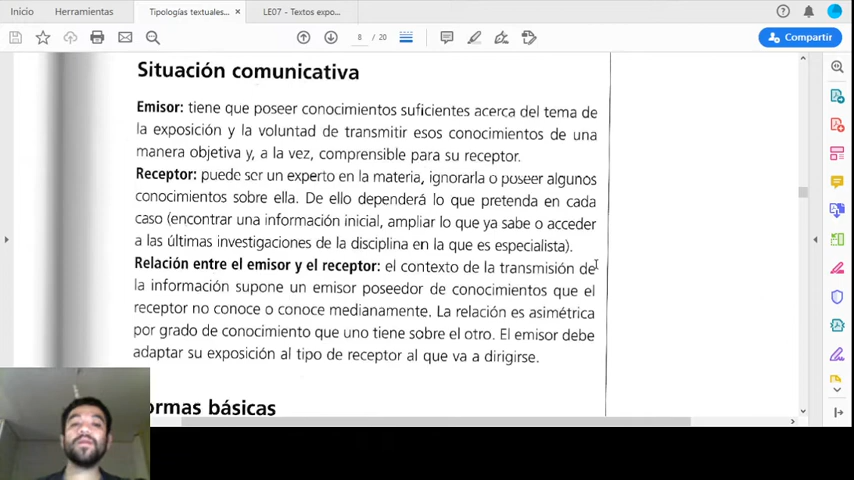 Inicio
Herramientas
Tipologías textuales...
LE07 - Textos expo...
8 / 20
Compartir
Situación comunicativa
Emisor: tiene que poseer conocimientos suficientes acerca del tema de
la exposición y la voluntad de transmitir esos conocimientos de una
manera objetiva y, a la vez, comprensible para su receptor.
Receptor: puede ser un experto en la materia, ignorarla o poseer algunos
conocimientos sobre ella. De ello dependerá lo que pretenda en cada
caso (encontrar una información inicial, ampliar lo que ya sabe o acceder
a las últimas investigaciones de la disciplina en la que es especialista).
Relación entre el emisor y el receptor: el contexto de la transmisión de
la información supone un emisor poseedor de conocimientos que el
receptor no conoce o conoce medianamente. La relación es asimétrica
por grado de conocimiento que uno tiene sobre el otro. El emisor debe
adaptar su exposición al tipo de receptor al que va a dirigirse.
ormas básicas